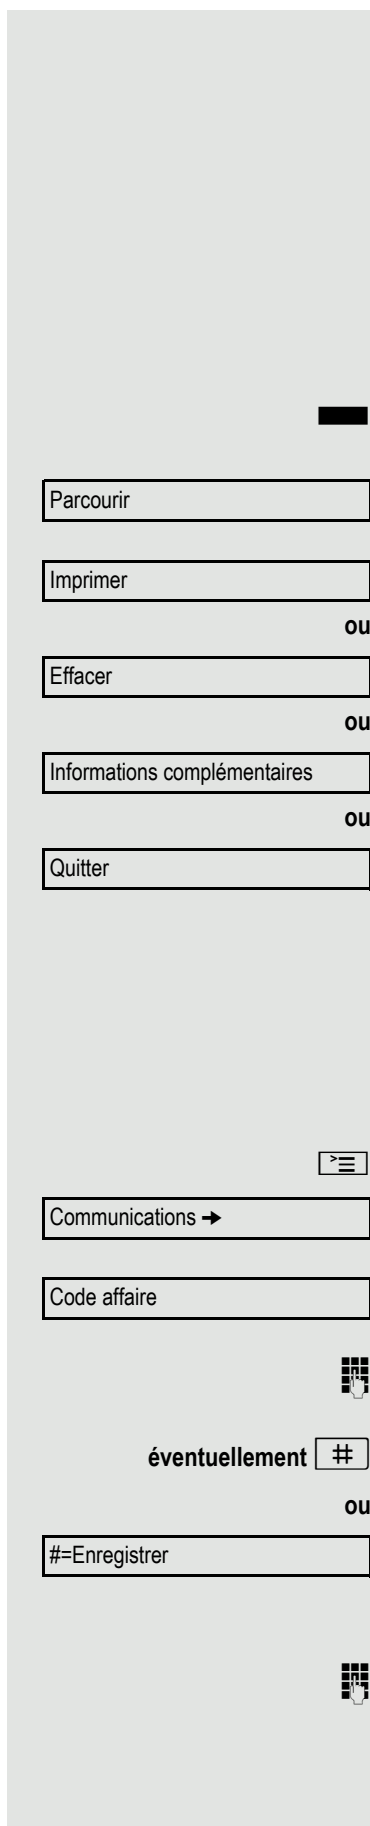 Parcourir
Imprimer
ou
Effacer
ou
Informations complémentaires
ou
Quitter
Communications →
Code affaire
éventuellement #
ou
#=Enregistrer